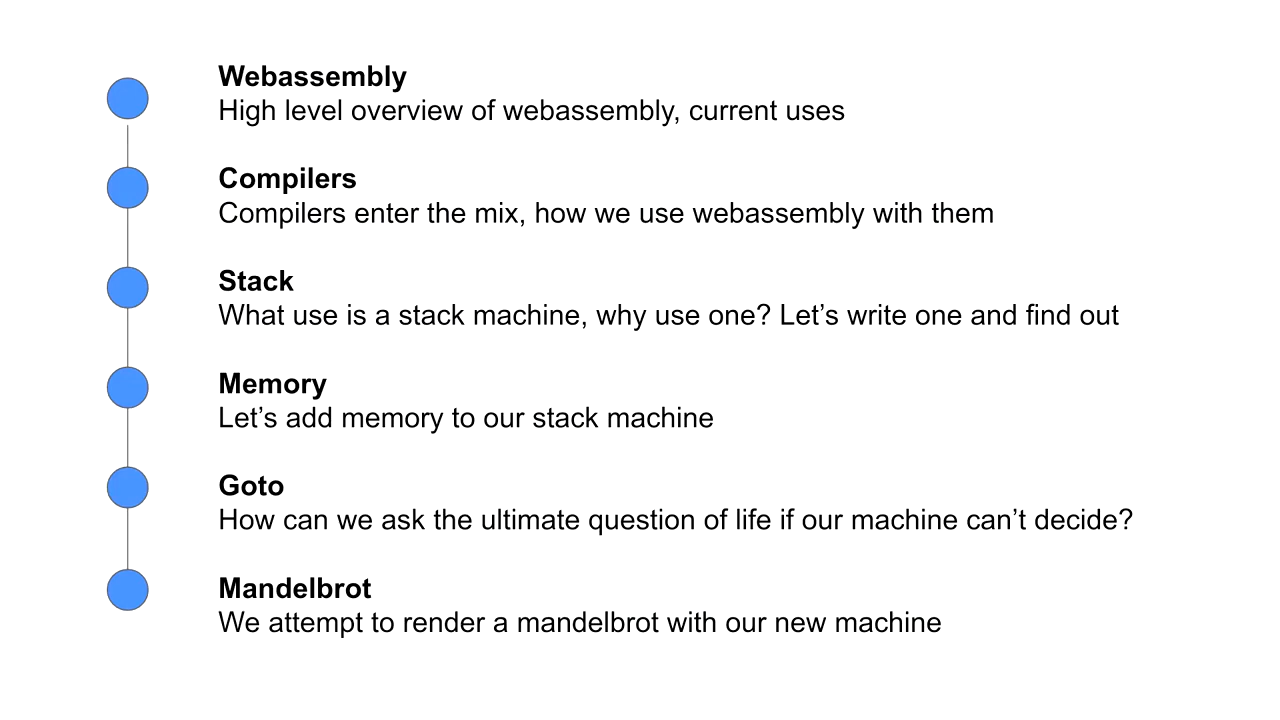 Webassembly
High level overview of webassembly, current uses
Compilers
Compilers enter the mix, how we use webassembly with them
Stack
What use is a stack machine, why use one? Let’s write one and find out
Memory
Let’s add memory to our stack machine
Goto
How can we ask the ultimate question of life if our machine can’t decide?
Mandelbrot
We attempt to render a mandelbrot with our new machine